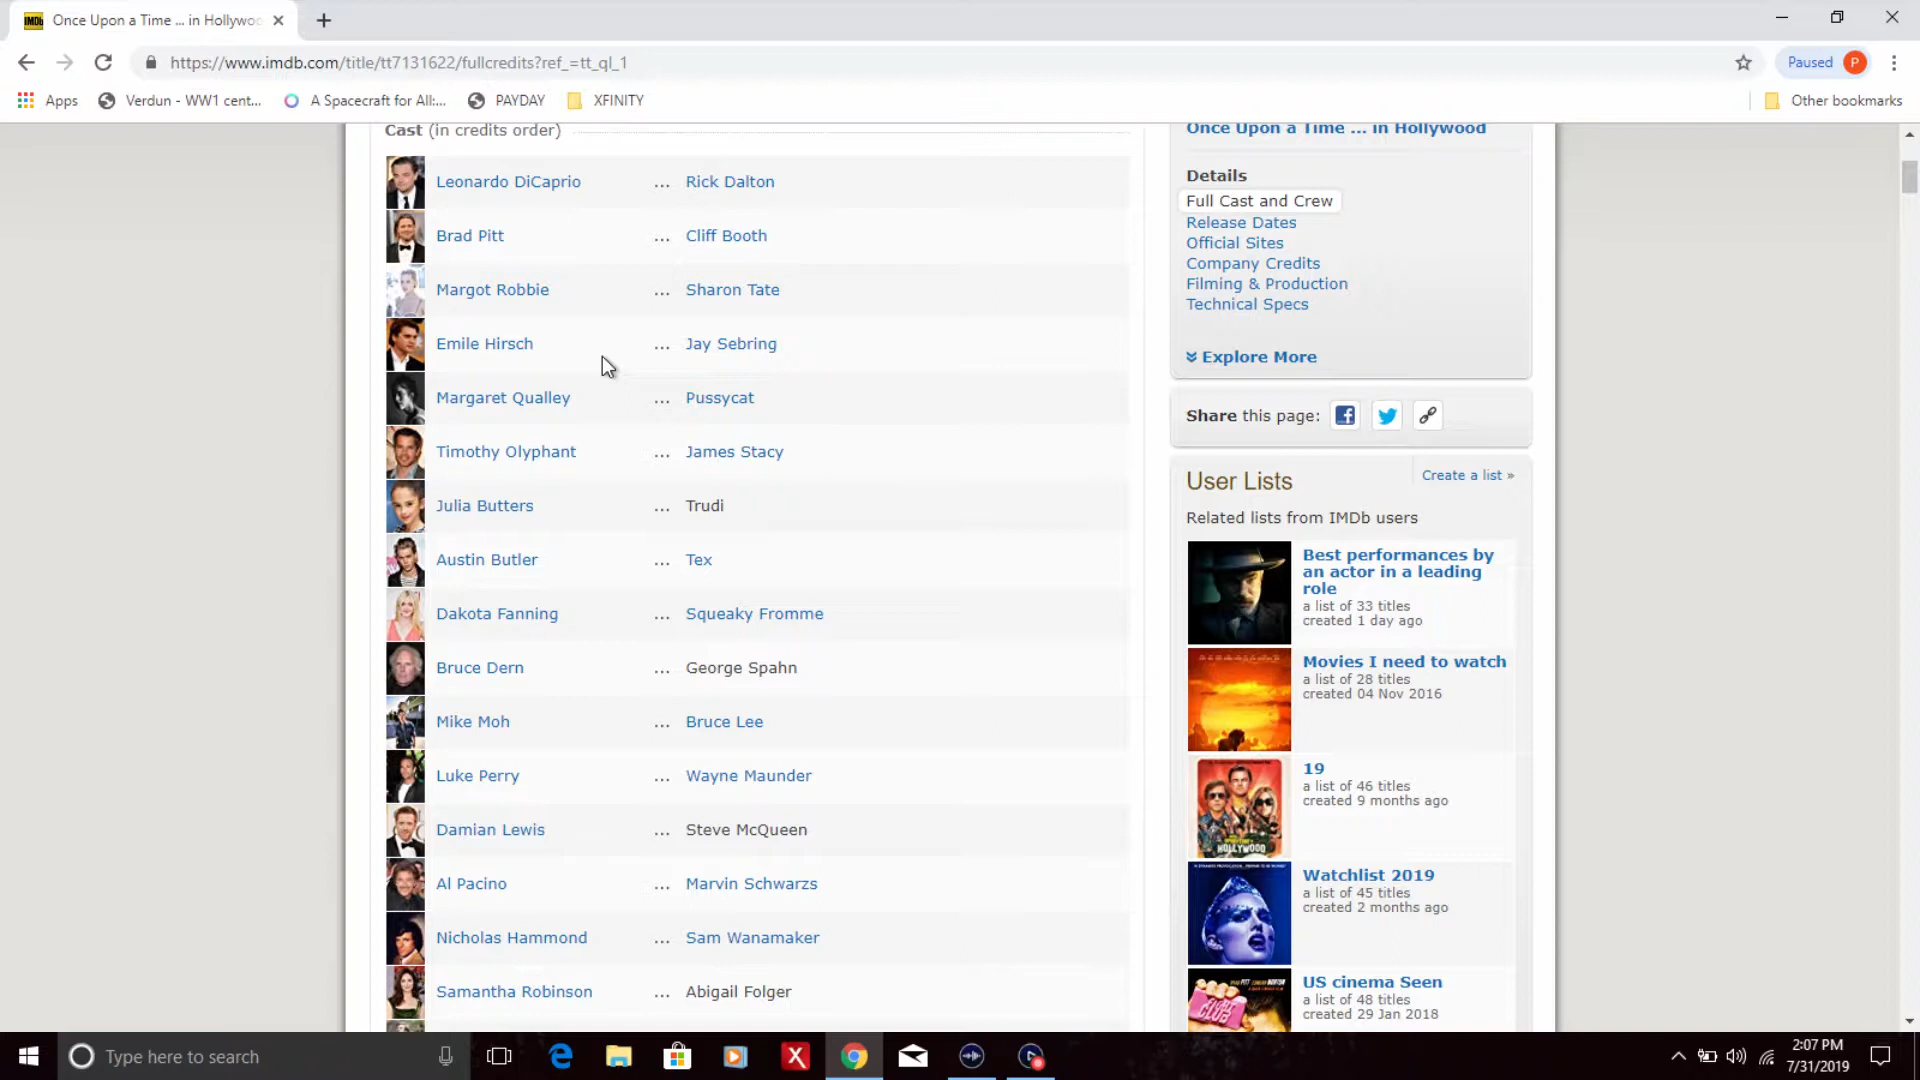 IMDb Once Upon a Time ... in Hollywoo
https://www.imdb.com/title/tt7131622/fullcredits?ref_=tt_ql_1
Paused P
Apps Verdun - WW1 cent... A Spacecraft for All:... PAYDAY XFINITY Other bookmarks
Cast (in credits order)
Leonardo DiCaprio ... Rick Dalton
Brad Pitt ... Cliff Booth
Margot Robbie ... Sharon Tate
Emile Hirsch ... Jay Sebring
Margaret Qualley ... Pussycat
Timothy Olyphant ... James Stacy
Julia Butters ... Trudi
Austin Butler ... Tex
Dakota Fanning ... Squeaky Fromme
Bruce Dern ... George Spahn
Mike Moh ... Bruce Lee
Luke Perry ... Wayne Maunder
Damian Lewis ... Steve McQueen
Al Pacino ... Marvin Schwarzs
Nicholas Hammond ... Sam Wanamaker
Samantha Robinson ... Abigail Folger
Once Upon a Time ... in Hollywood
Details
Full Cast and Crew
Release Dates
Official Sites
Company Credits
Filming & Production
Technical Specs
Explore More
Share this page:
User Lists
Create a list »
Related lists from IMDb users
Best performances by
an actor in a leading
role
a list of 33 titles
created 1 day ago
Movies I need to watch
a list of 28 titles
created 04 Nov 2016
19
a list of 46 titles
created 9 months ago
HOLLYWOOD
Watchlist 2019
a list of 45 titles
created 2 months ago
US cinema Seen
a list of 48 titles
created 29 Jan 2018
FIGHT
CLUB
Type here to search
2:07 PM
7/31/2019